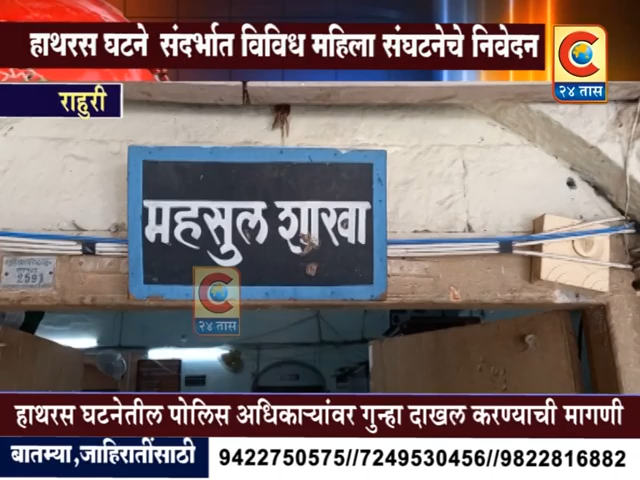 हाथरस घटने संदर्भात विविध महिला संघटनेचे निवेदन
C
२४ तास
राहुरी
महसुल शाखा
2591
C
२४ तास
हाथरस घटनेतील पोलिस अधिकाऱ्यांवर गुन्हा दाखल करण्याची मागणी
बातम्या,जाहिरातींसाठी 9422750575//7249530456//9822816882